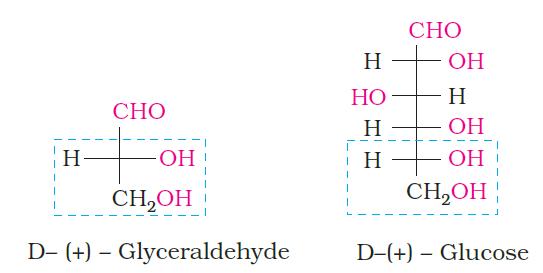 CHO
H OH
CH₂OH
D– (+) – Glyceraldehyde
CHO
H OH
HO H
H OH
H OH
CH₂OH
D–(+) – Glucose